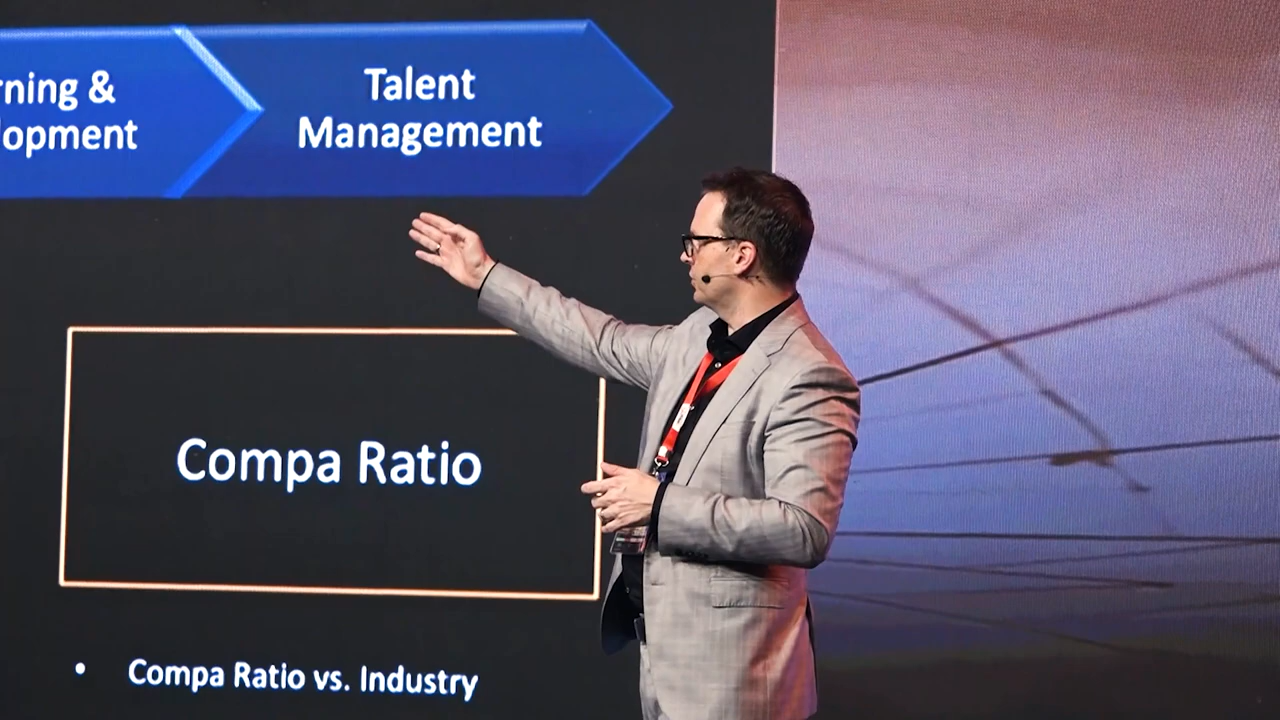 rning &
lopment
Talent
Management
Compa Ratio
• Compa Ratio vs. Industry